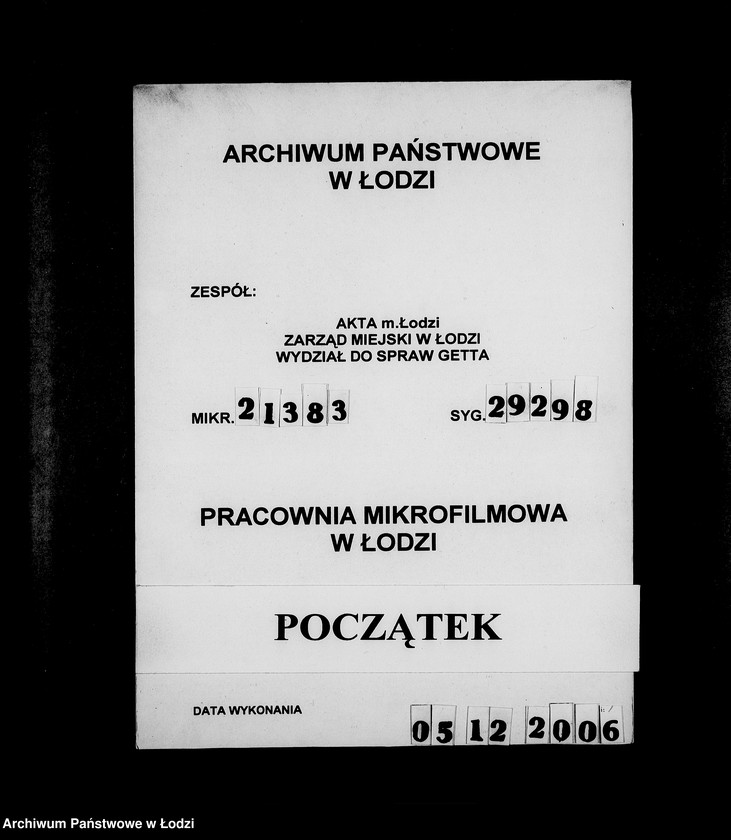 ARCHIWUM PAŃSTWOWE
W ŁODZI
ZESPÓŁ:
AKTA m.Łodzi
ZARZĄD MIEJSKI W ŁODZI
WYDZIAŁ DO SPRAW GETTA
MIKR. 21383 SYG. 29298
PRACOWNIA MIKROFILMOWA
W ŁODZI
POCZĄTEK
DATA WYKONANIA 05 12 2006
Archiwum Państwowe w Łodzi